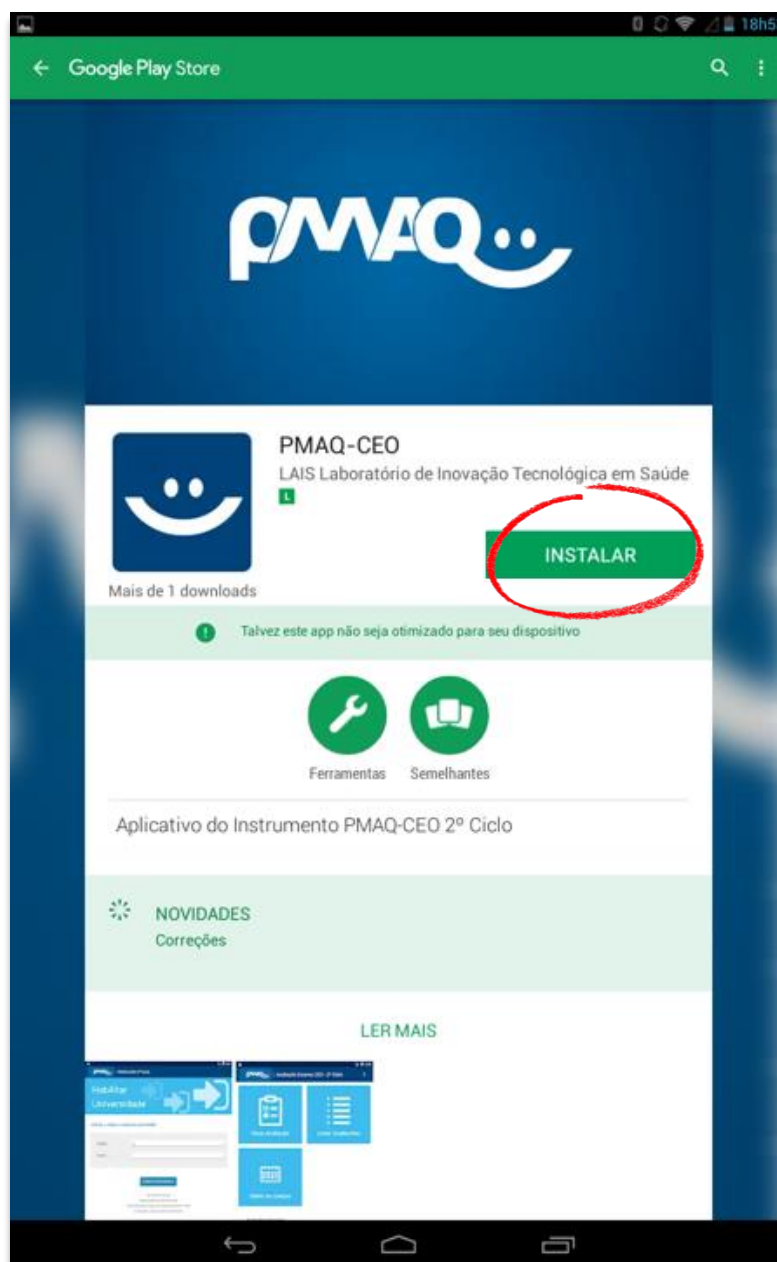 18h5
Google Play Store
PMAQ
PMAQ-CEO
LAIS Laboratório de Inovação Tecnológica em Saúde
L
INSTALAR
Mais de 1 downloads
Talvez este app não seja otimizado para seu dispositivo
Ferramentas Semelhantes
Aplicativo do Instrumento PMAQ-CEO 2º Ciclo
NOVIDADES
Correções
LER MAIS
Habilitar
Universidade